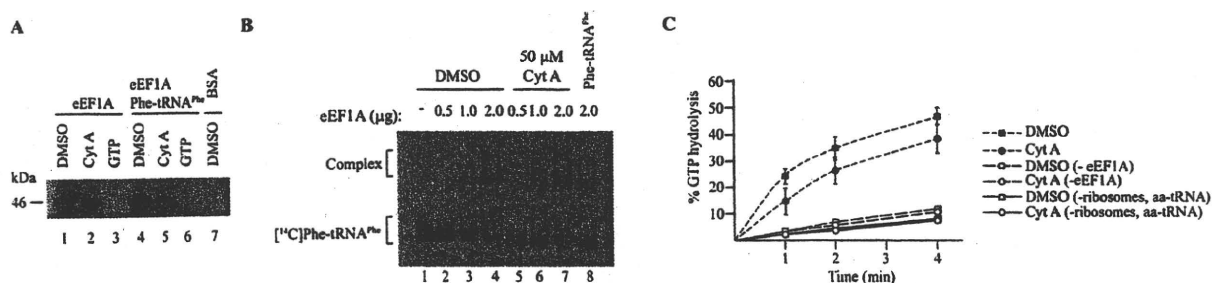 A
eEF1A
eEF1A
Phe-tRNAPhe
BSA
DMSO
Cyt A
GTP
DMSO
Cyt A
GTP
DMSO
kDa
46
1 2 3 4 5 6 7
B
DMSO
50 μM
Cyt A
Phe-tRNAPhe
eEF1A (μg): - 0.5 1.0 2.0 0.5 1.0 2.0 2.0
Complex
[14C]Phe-tRNAPhe
1 2 3 4 5 6 7 8
C
% GTP hydrolysis
60
50
40
30
20
10
1 2 3 4
Time (min)
DMSO
Cyt A
DMSO (- eEF1A)
Cyt A (-eEF1A)
DMSO (-ribosomes, aa-tRNA)
Cyt A (-ribosomes, aa-tRNA)